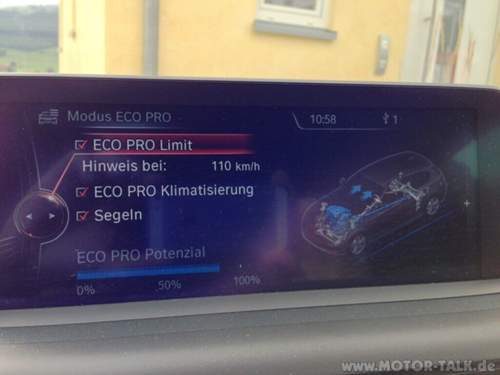 Modus ECO PRO
10:58
1
ECO PRO Limit
Hinweis bei: 110 km/h
ECO PRO Klimatisierung
Segeln
ECO PRO Potenzial
0% 50% 100%
www.MOTOR-TALK.de